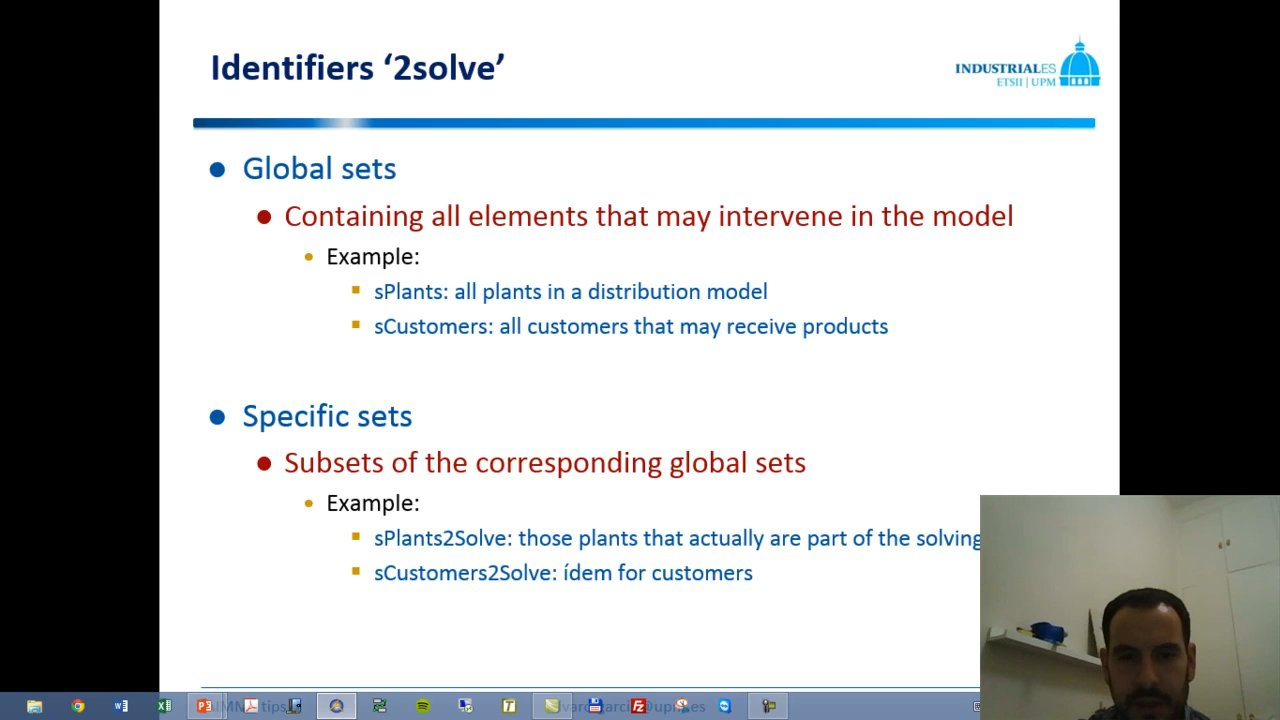 Identifiers ‘2solve’
INDUSTRIALES
ETSII | UPM
Global sets
Containing all elements that may intervene in the model
Example:
sPlants: all plants in a distribution model
sCustomers: all customers that may receive products
Specific sets
Subsets of the corresponding global sets
Example:
sPlants2Solve: those plants that actually are part of the solving
sCustomers2Solve: ídem for customers